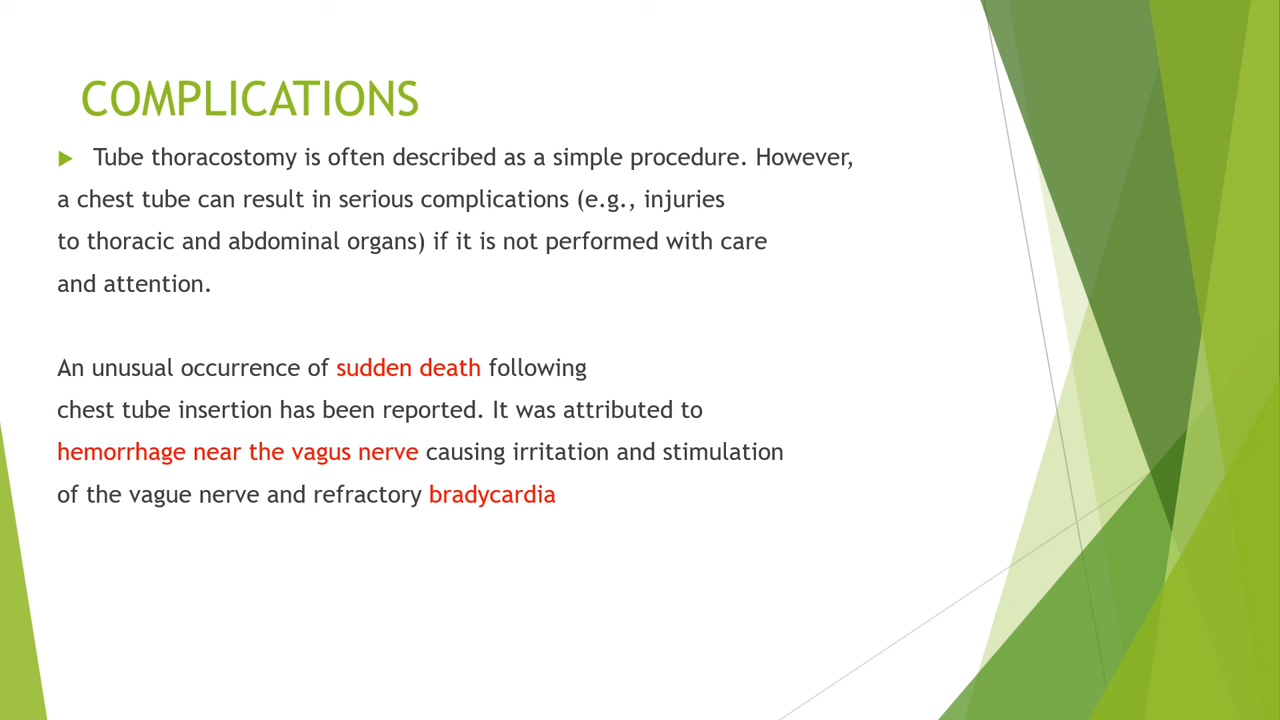 COMPLICATIONS
Tube thoracostomy is often described as a simple procedure. However,
a chest tube can result in serious complications (e.g., injuries
to thoracic and abdominal organs) if it is not performed with care
and attention.
An unusual occurrence of sudden death following
chest tube insertion has been reported. It was attributed to
hemorrhage near the vagus nerve causing irritation and stimulation
of the vague nerve and refractory bradycardia